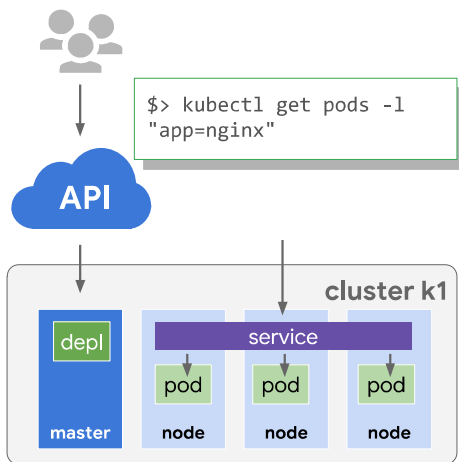 $> kubectl get pods -l
"app=nginx"
API
cluster k1
depl
service
pod
pod
pod
master
node
node
node